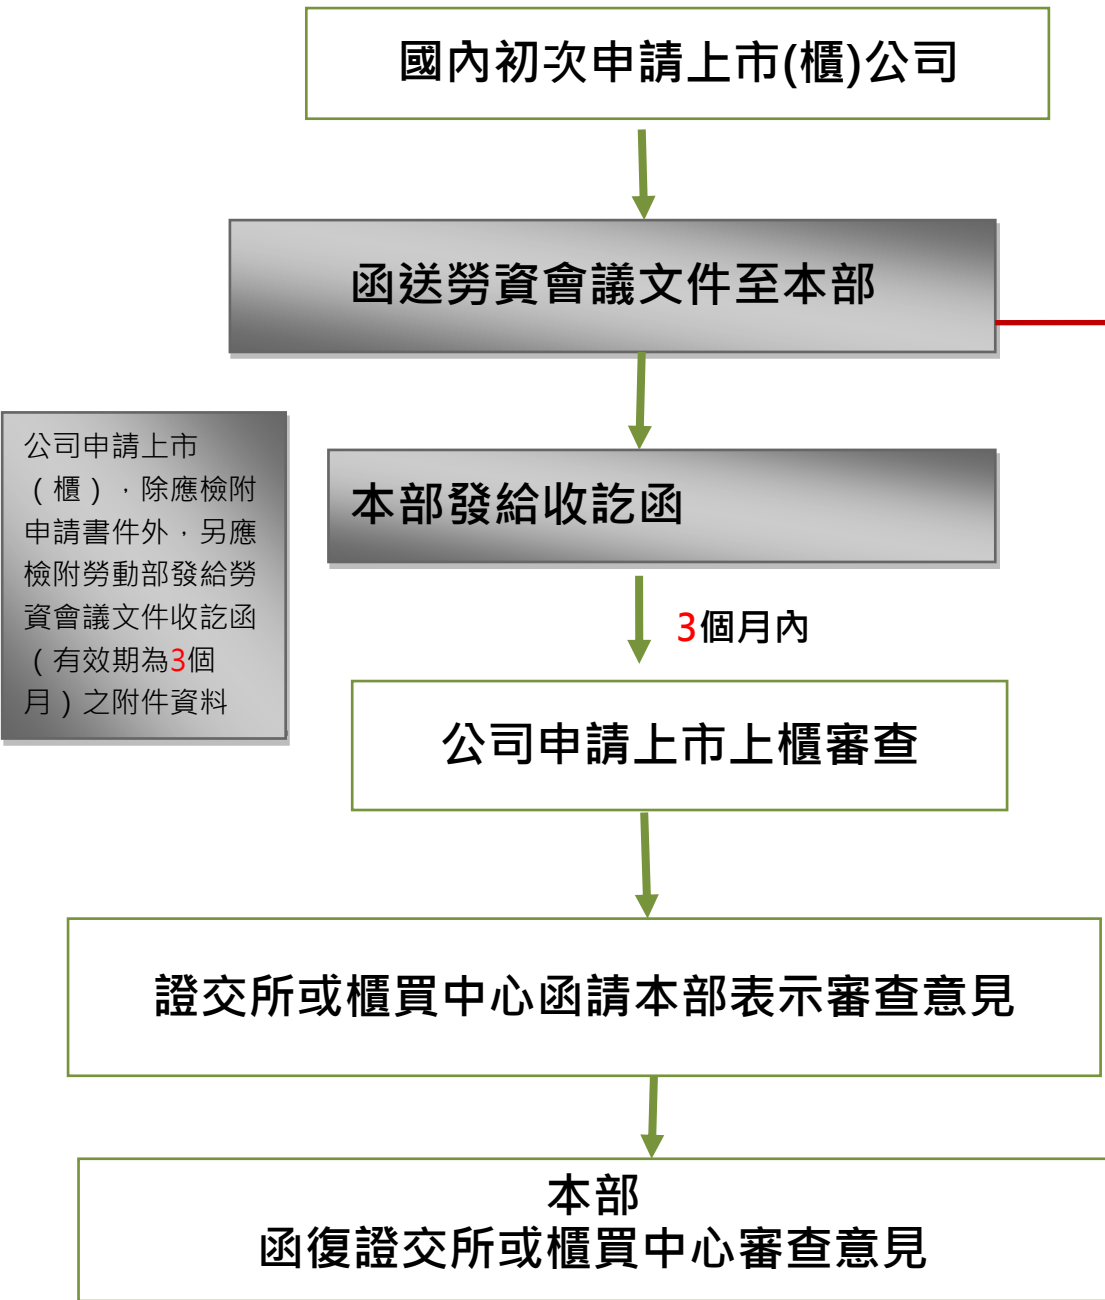 國內初次申請上市(櫃)公司
函送勞資會議文件至本部
公司申請上市
（櫃），除應檢附
申請書件外，另應
檢附勞動部發給勞
資會議文件收訖函
（有效期為3個
月）之附件資料
本部發給收訖函
3個月內
公司申請上市上櫃審查
證交所或櫃買中心函請本部表示審查意見
本部
函復證交所或櫃買中心審查意見